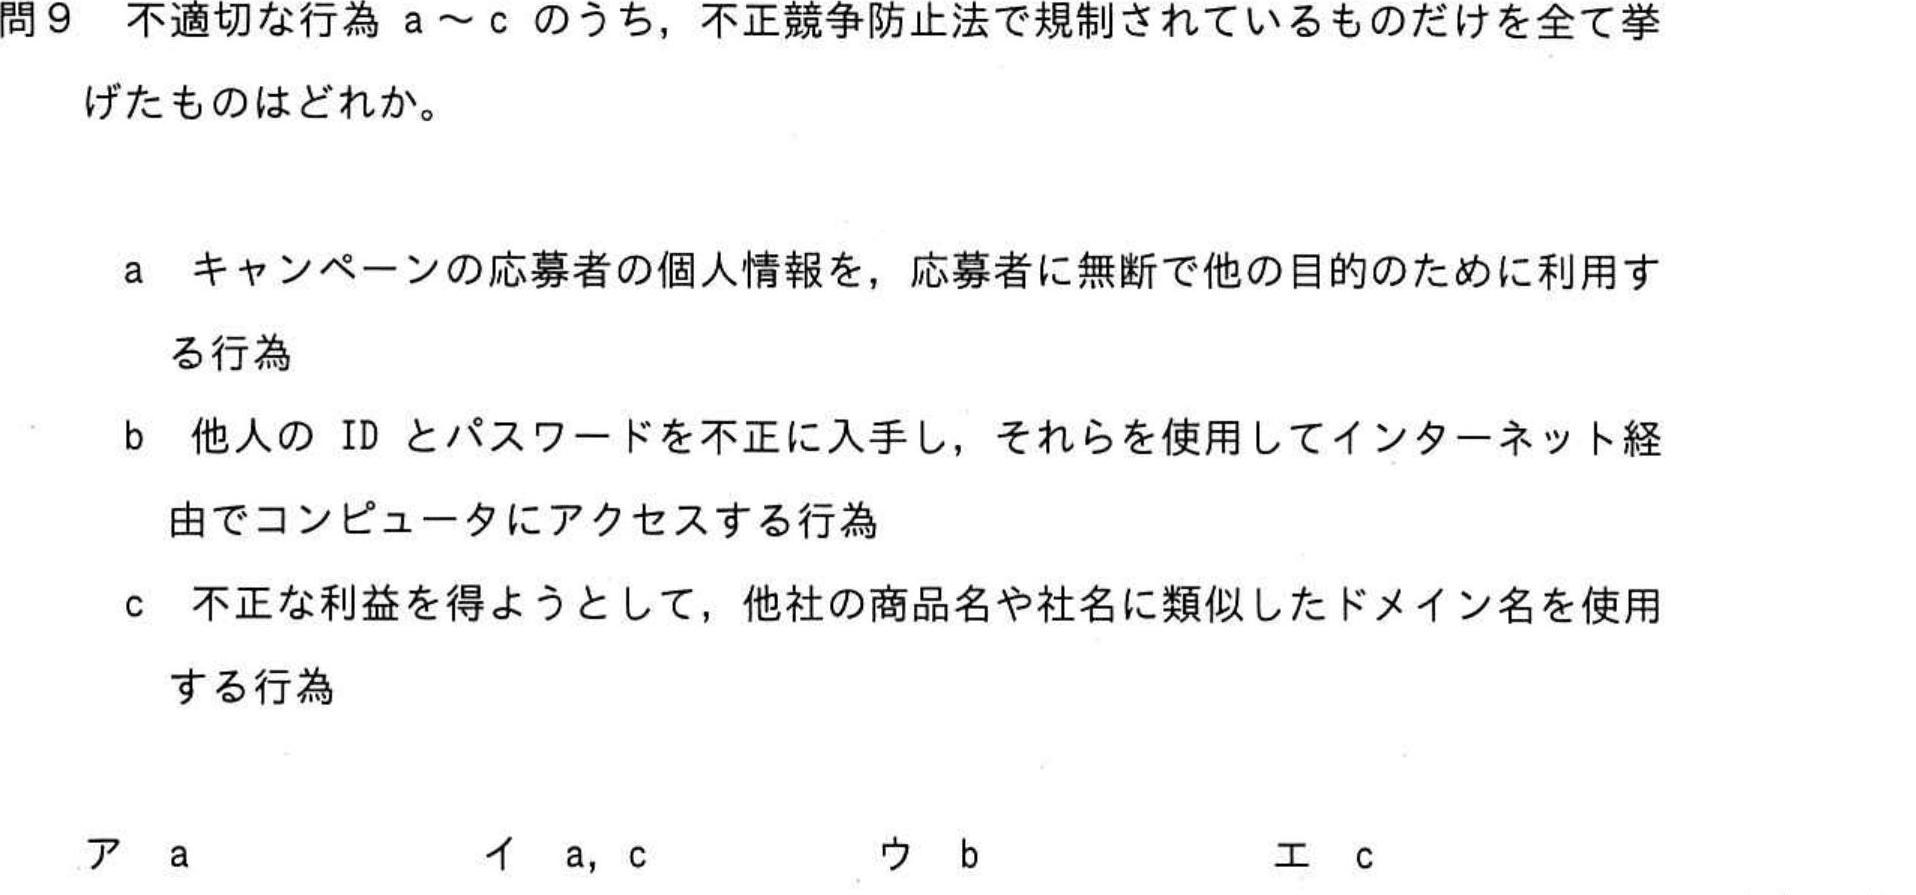 問9 不適切な行為 a～c のうち，不正競争防止法で規制されているものだけを全て挙
げたものはどれか。
a キャンペーンの応募者の個人情報を，応募者に無断で他の目的のために利用す
る行為
b 他人の ID とパスワードを不正に入手し，それらを使用してインターネット経
由でコンピュータにアクセスする行為
c 不正な利益を得ようとして，他社の商品名や社名に類似したドメイン名を使用
する行為
ア a イ a, c ウ b エ c